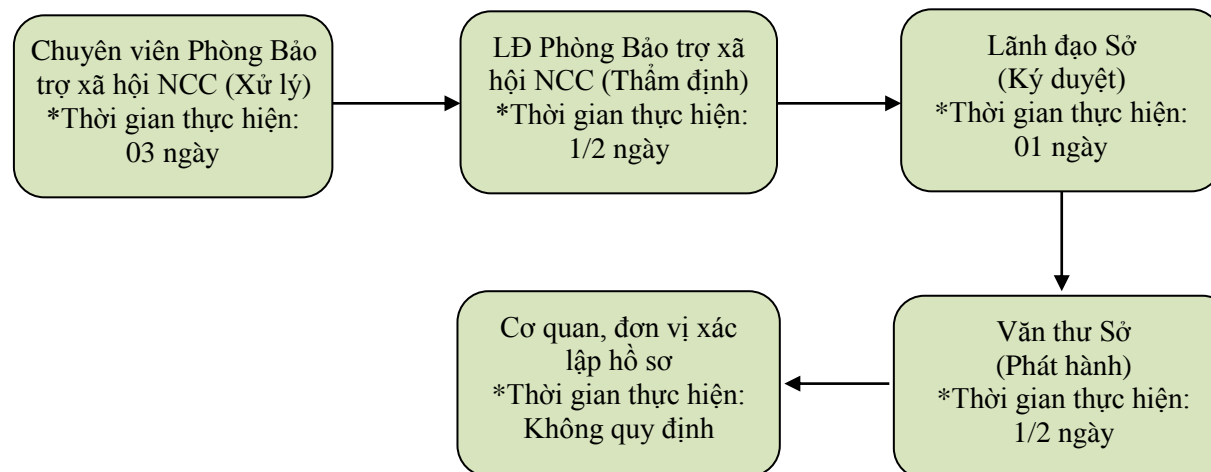 Chuyên viên Phòng Bảo
trợ xã hội NCC (Xử lý)
*Thời gian thực hiện:
03 ngày
LĐ Phòng Bảo trợ xã
hội NCC (Thẩm định)
*Thời gian thực hiện:
1/2 ngày
Lãnh đạo Sở
(Ký duyệt)
*Thời gian thực hiện:
01 ngày
Văn thư Sở
(Phát hành)
*Thời gian thực hiện:
1/2 ngày
Cơ quan, đơn vị xác
lập hồ sơ
*Thời gian thực hiện:
Không quy định